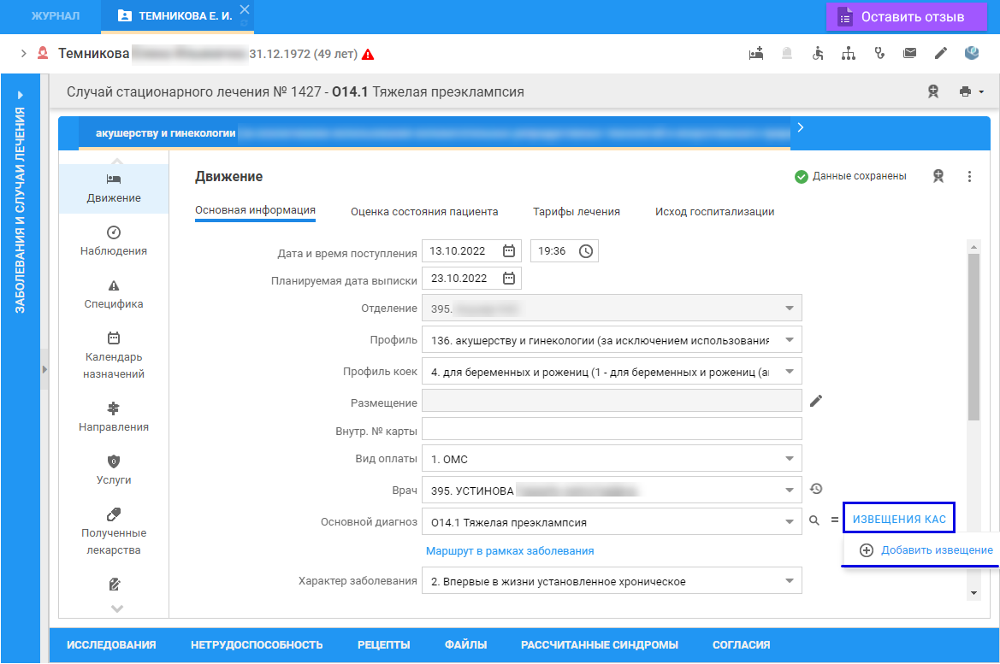 ЖУРНАЛ
ТЕМНИКОВА Е. И.
Оставить отзыв
Темникова
31.12.1972 (49 лет)
Случай стационарного лечения № 1427 - O14.1 Тяжелая преэклампсия
ЗАБОЛЕВАНИЯ И СЛУЧАИ ЛЕЧЕНИЯ
акушерству и гинекологии
Движение
Наблюдения
Специфика
Календарь
назначений
Направления
Услуги
Полученные
лекарства
Движение
Данные сохранены
Основная информация
Оценка состояния пациента
Тарифы лечения
Исход госпитализации
Дата и время поступления 13.10.2022 19:36
Планируемая дата выписки 23.10.2022
Отделение 395.
Профиль 136. акушерству и гинекологии (за исключением использования
Профиль коек 4. для беременных и рожениц (1 - для беременных и рожениц
Размещение
Внутр. № карты
Вид оплаты 1. ОМС
Врач 395. УСТИНОВА
Основной диагноз O14.1 Тяжелая преэклампсия = ИЗВЕЩЕНИЯ КАС
Маршрут в рамках заболевания
Добавить извещение
Характер заболевания 2. Впервые в жизни установленное хроническое
ИССЛЕДОВАНИЯ
НЕТРУДОСПОСОБНОСТЬ
РЕЦЕПТЫ
ФАЙЛЫ
РАССЧИТАННЫЕ СИНДРОМЫ
СОГЛАСИЯ